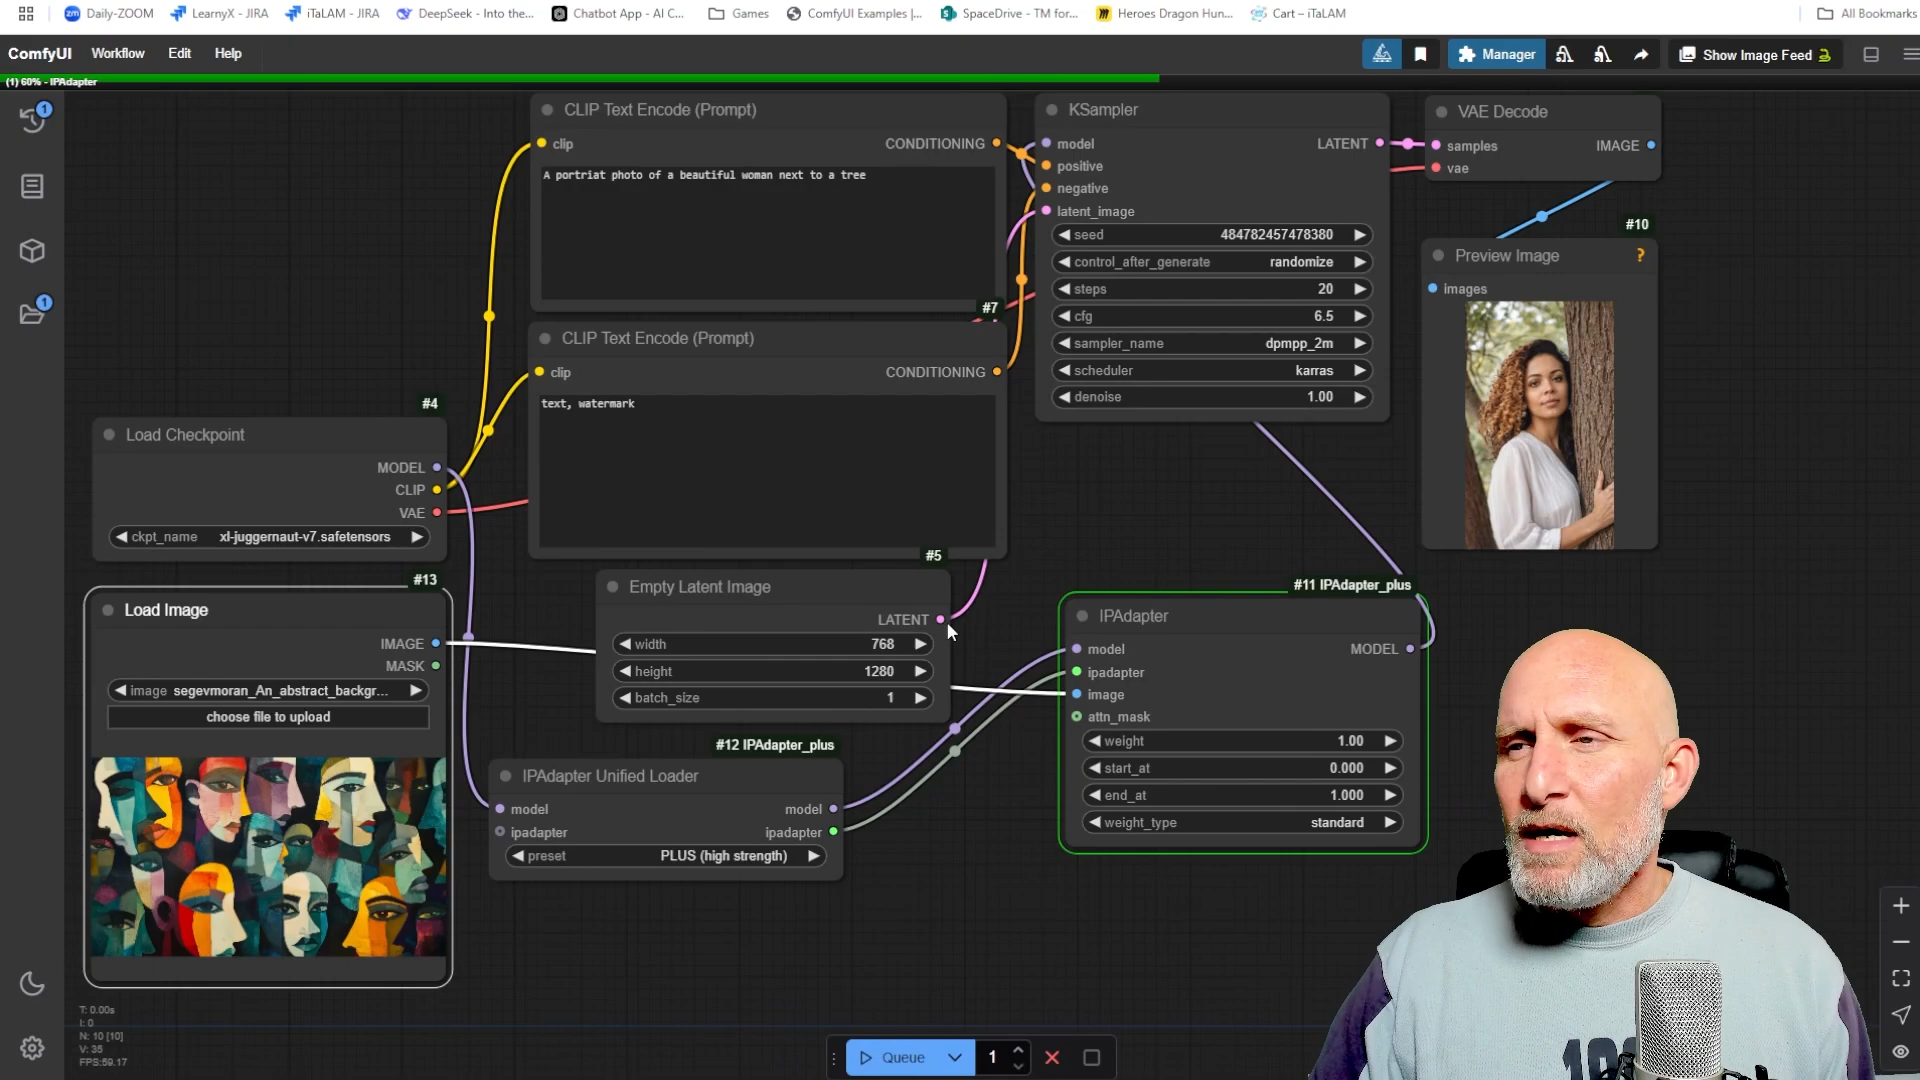 Daily-ZOOM
LearnyX - JIRA
iTaLAM - JIRA
DeepSeek - Into the...
Chatbot App - AI C...
Games
ComfyUI Examples |...
SpaceDrive - TM for...
Heroes Dragon Hun...
Cart – iTaLAM
All Bookmarks
ComfyUI
Workflow
Edit
Help
Manager
Show Image Feed
(1) 60% - IPAdapter
CLIP Text Encode (Prompt)
clip
CONDITIONING
A portriat photo of a beautiful woman next to a tree
#7
CLIP Text Encode (Prompt)
clip
CONDITIONING
text, watermark
KSampler
model
LATENT
positive
negative
latent_image
seed 484782457478380
control_after_generate randomize
steps 20
cfg 6.5
sampler_name dpmpp_2m
scheduler karras
denoise 1.00
VAE Decode
samples
IMAGE
vae
#10
Preview Image ?
images
#4
Load Checkpoint
MODEL
CLIP
VAE
ckpt_name xl-juggernaut-v7.safetensors
#13
Load Image
IMAGE
MASK
image segevmoran_An_abstract_backgr...
choose file to upload
#5
Empty Latent Image
LATENT
width 768
height 1280
batch_size 1
#12 IPAdapter_plus
IPAdapter Unified Loader
model
model
ipadapter
ipadapter
preset PLUS (high strength)
#11 IPAdapter_plus
IPAdapter
model
MODEL
ipadapter
image
attn_mask
weight 1.00
start_at 0.000
end_at 1.000
weight_type standard
T: 0.00s
I: 0
N: 10 [10]
V: 35
FPS:59.17
Queue
1
1
1